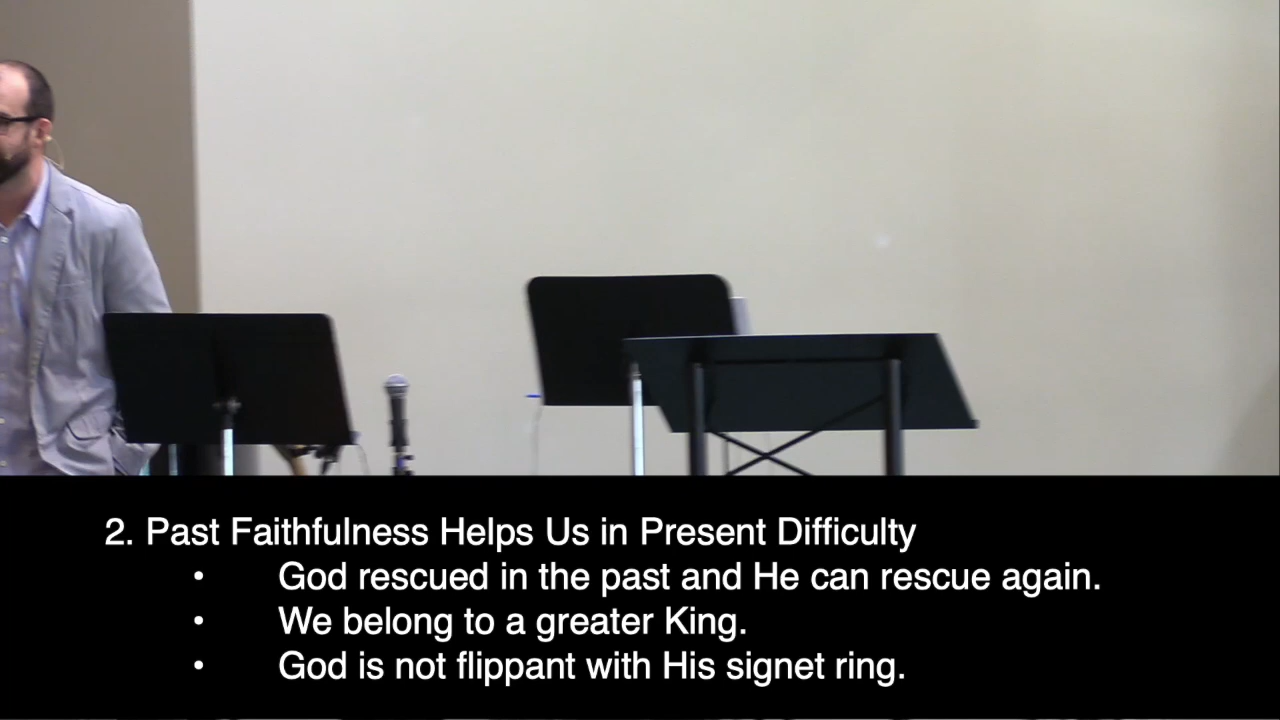 2. Past Faithfulness Helps Us in Present Difficulty
• God rescued in the past and He can rescue again.
• We belong to a greater King.
• God is not flippant with His signet ring.